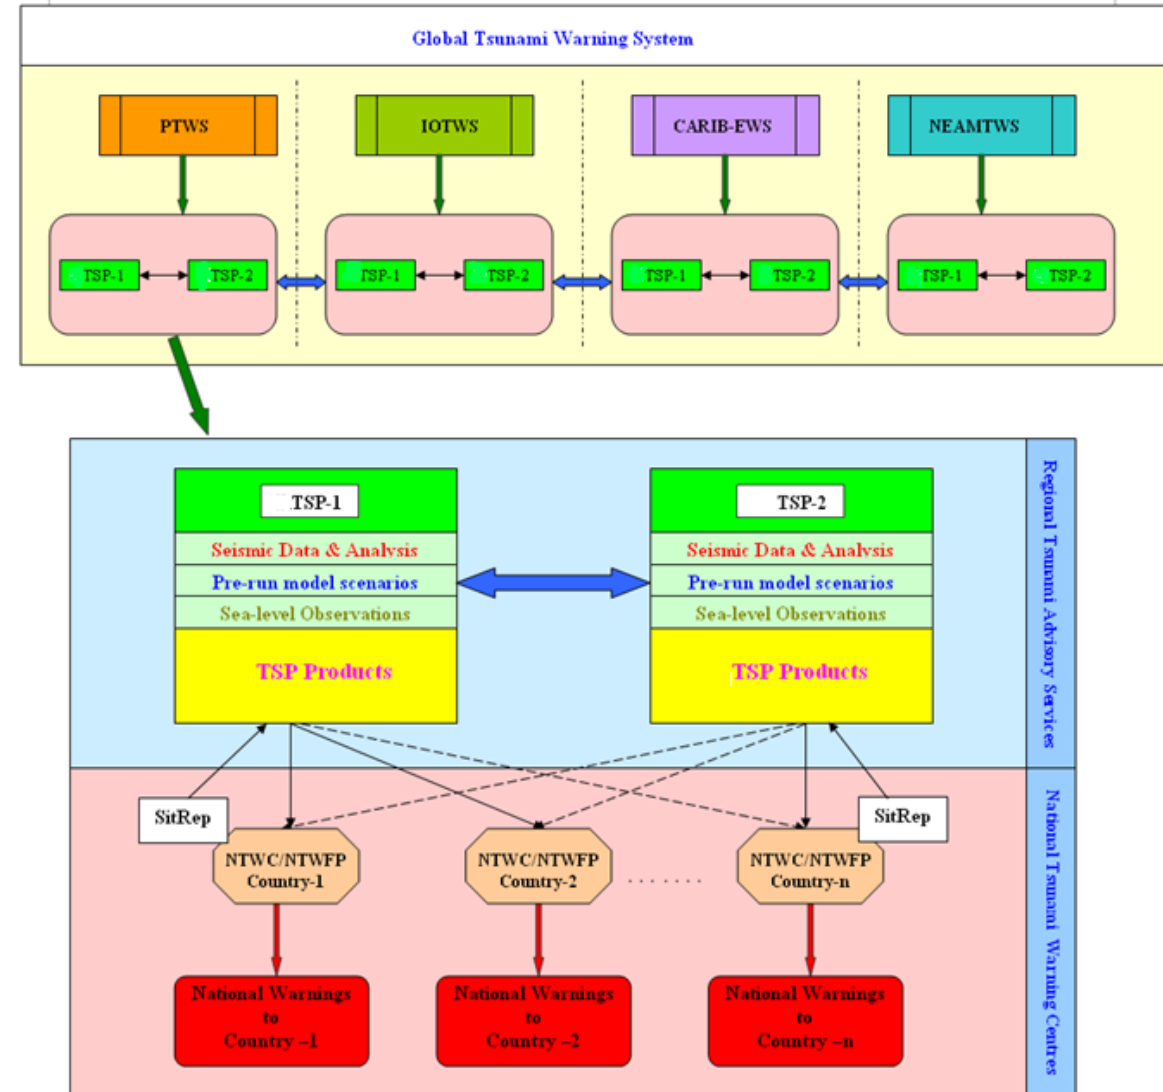 Global Tsunami Warning System
PTWS
IOTWS
CARIB-EWS
NEAMTWS
TSP-1
TSP-2
TSP-1
TSP-2
TSP-1
TSP-2
TSP-1
TSP-2
TSP-1
Seismic Data & Analysis
Pre-run model scenarios
Sea-level Observations
TSP Products
TSP-2
Seismic Data & Analysis
Pre-run model scenarios
Sea-level Observations
TSP Products
Regional Tsunami Advisory Services
SitRep
SitRep
NTWC/NTWFP
Country-1
NTWC/NTWFP
Country-2
.......
NTWC/NTWFP
Country-n
National Warnings
to
Country –1
National Warnings
to
Country –2
National Warnings
to
Country –n
National Tsunami Warning Centres